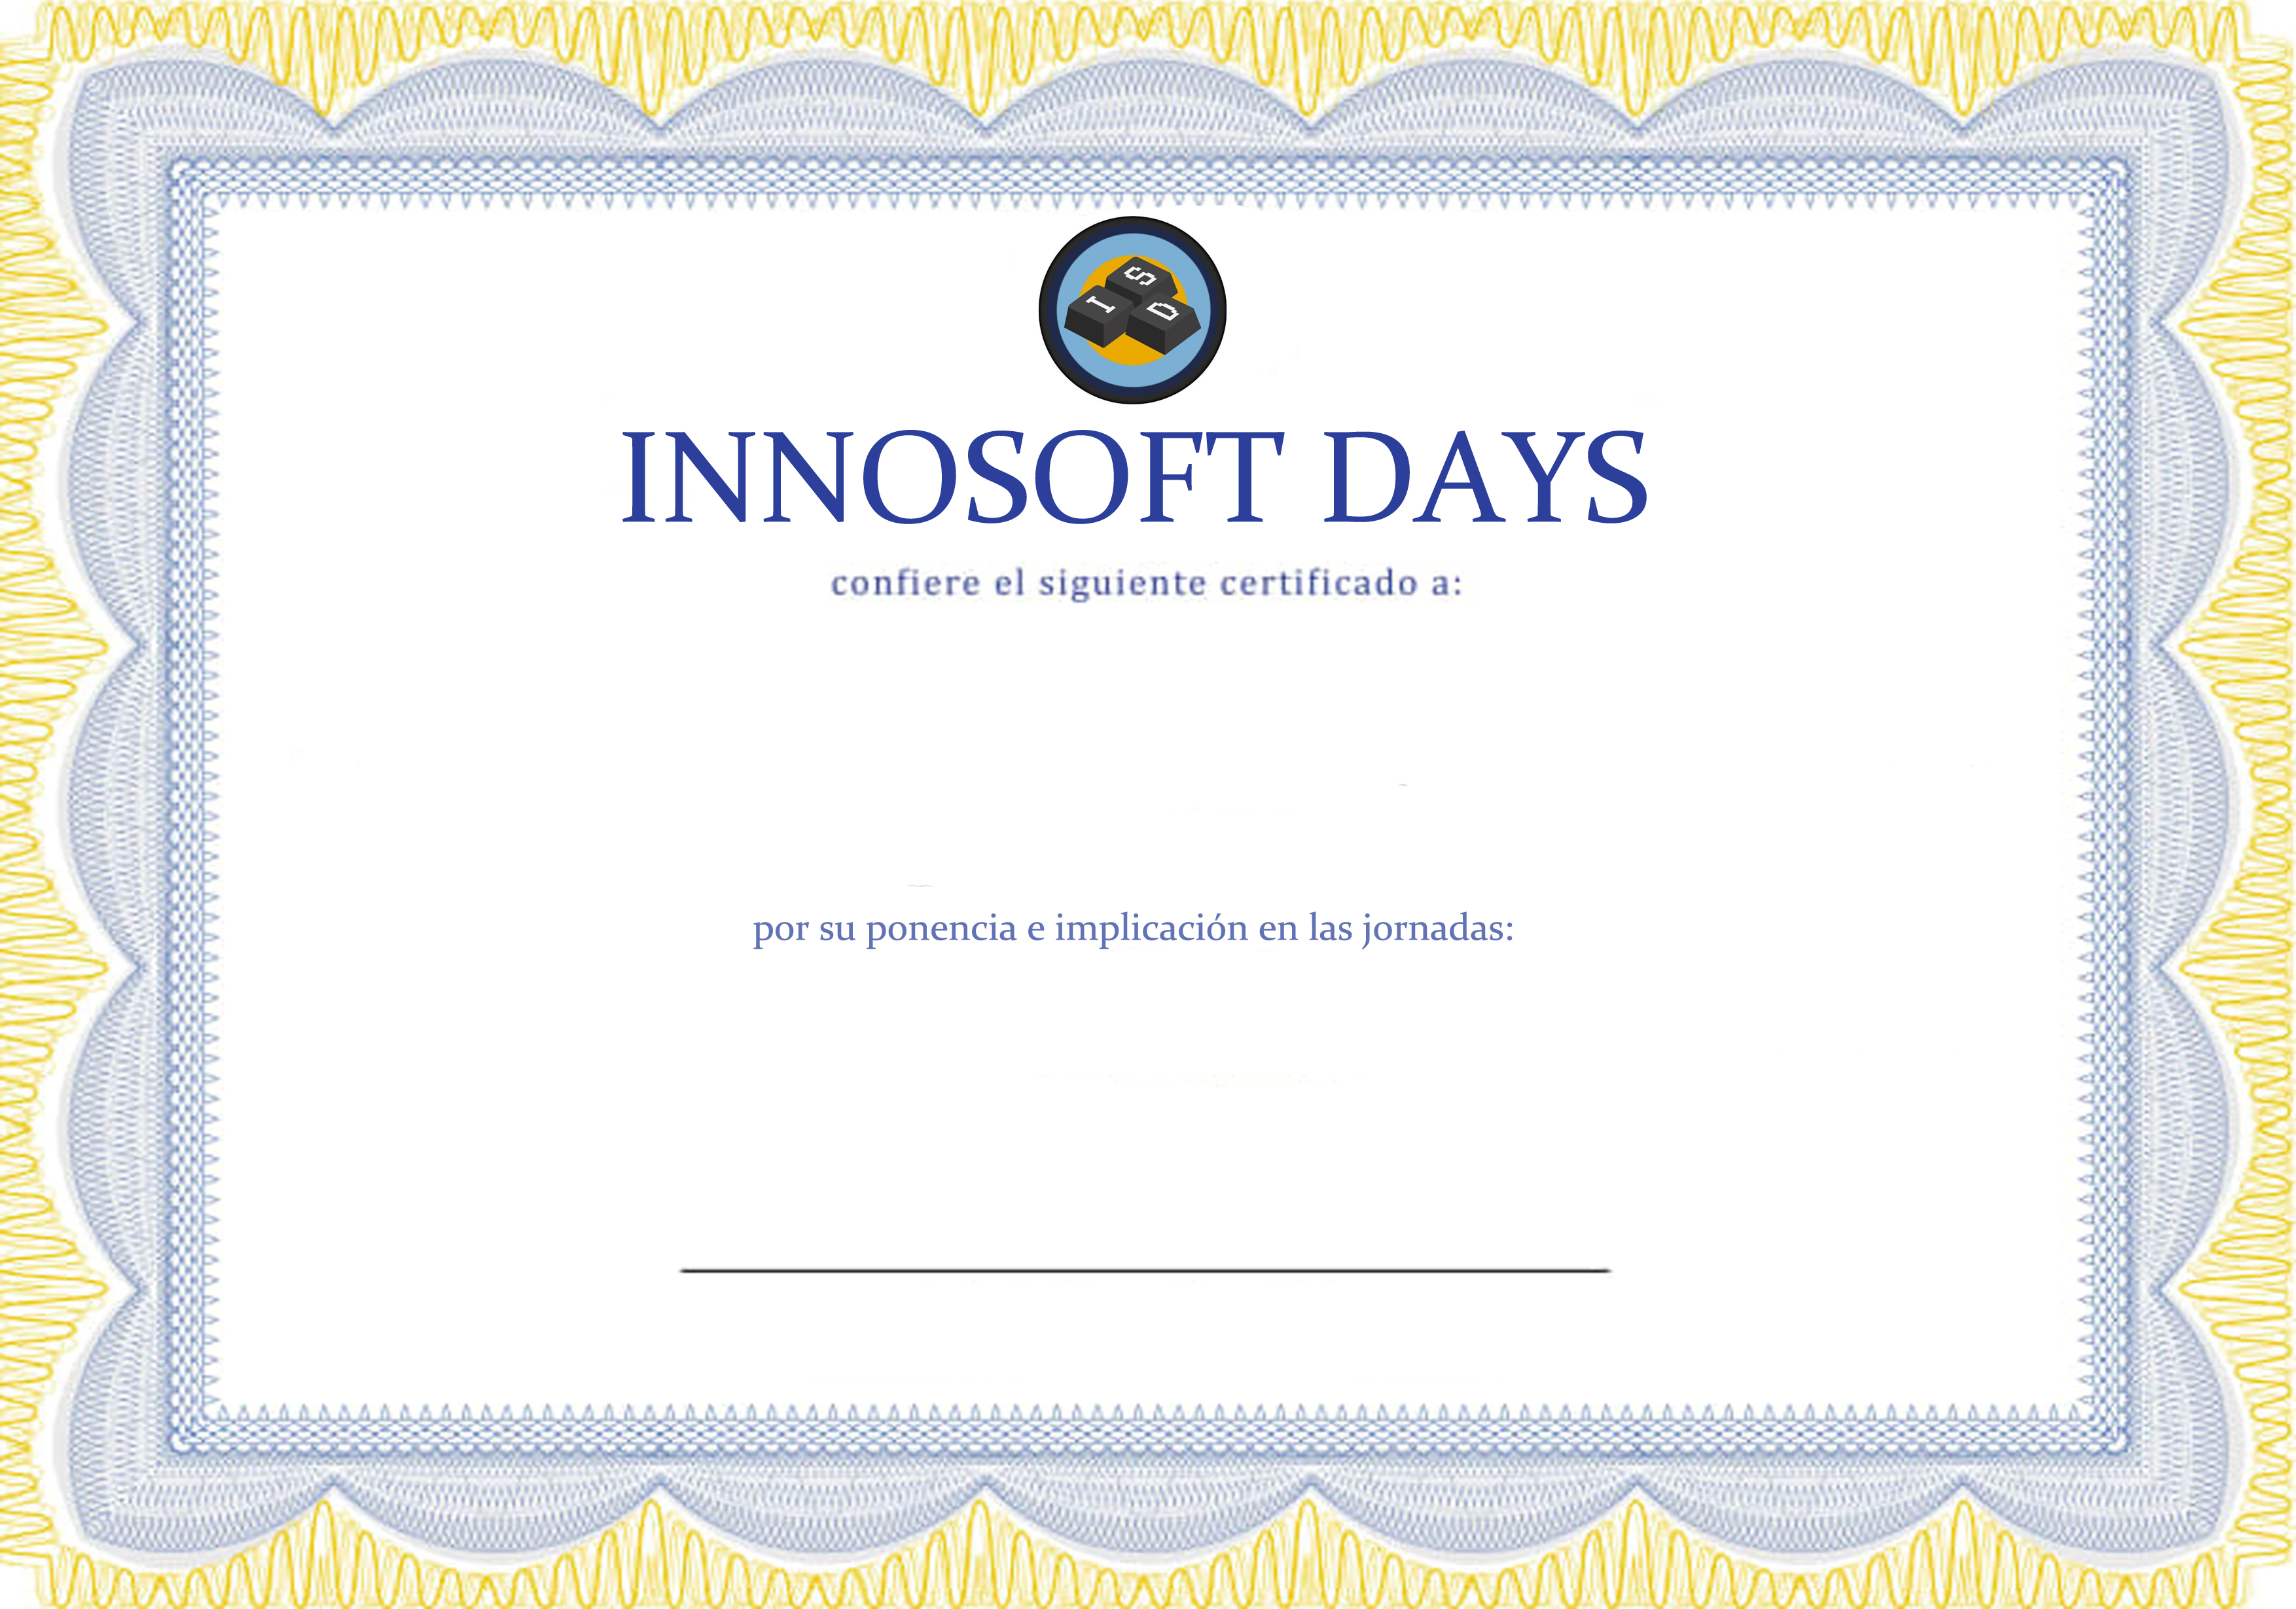 S
I D
INNOSOFT DAYS
confiere el siguiente certificado a:
por su ponencia e implicación en las jornadas: